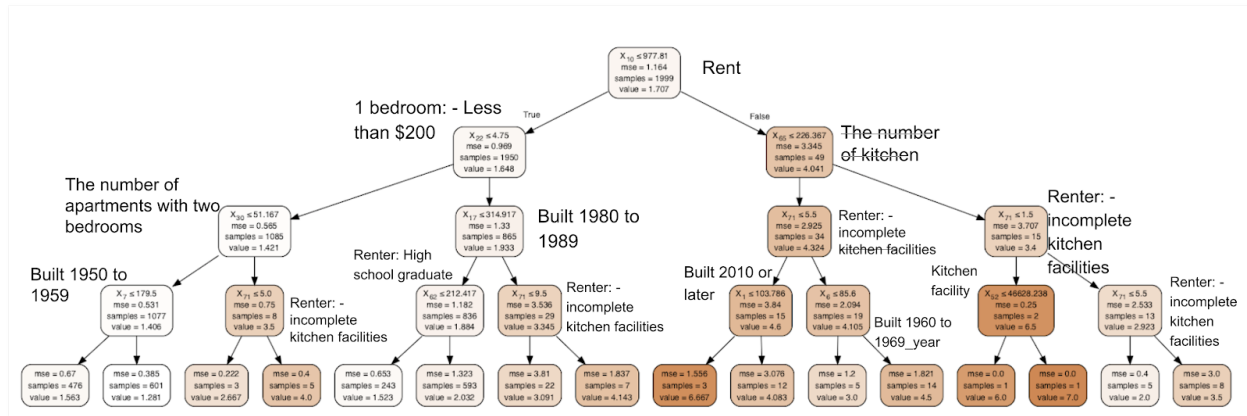 X10 ≤ 977.81
mse = 1.164
samples = 1999
value = 1.707
Rent
True
False
1 bedroom: - Less
than $200
X22 ≤ 4.75
mse = 0.969
samples = 1950
value = 1.648
X65 ≤ 226.367
mse = 3.345
samples = 49
value = 4.041
The number
of kitchen
The number of
apartments with two
bedrooms
X30 ≤ 51.167
mse = 0.565
samples = 1085
value = 1.421
X17 ≤ 314.917
mse = 1.33
samples = 865
value = 1.933
Built 1980 to
1989
X71 ≤ 5.5
mse = 2.925
samples = 34
value = 4.324
Renter: -
incomplete
kitchen facilities
X71 ≤ 1.5
mse = 3.707
samples = 15
value = 3.4
Renter: -
incomplete
kitchen
facilities
Built 1950 to
1959
X7 ≤ 179.5
mse = 0.531
samples = 1077
value = 1.406
X71 ≤ 5.0
mse = 0.75
samples = 8
value = 3.5
Renter: -
incomplete
kitchen facilities
Renter: High
school graduate
X62 ≤ 212.417
mse = 1.182
samples = 836
value = 1.884
X71 ≤ 9.5
mse = 3.536
samples = 29
value = 3.345
Renter: -
incomplete
kitchen facilities
Built 2010 or
later
X1 ≤ 103.786
mse = 3.84
samples = 15
value = 4.6
X6 ≤ 85.6
mse = 2.094
samples = 19
value = 4.105
Built 1960 to
1969_year
Kitchen
facility
X52 ≤ 46628.238
mse = 0.25
samples = 2
value = 6.5
X71 ≤ 5.5
mse = 2.533
samples = 13
value = 2.923
Renter: -
incomplete
kitchen
facilities
mse = 0.67
samples = 476
value = 1.563
mse = 0.385
samples = 601
value = 1.281
mse = 0.222
samples = 3
value = 2.667
mse = 0.4
samples = 5
value = 4.0
mse = 0.653
samples = 243
value = 1.523
mse = 1.323
samples = 593
value = 2.032
mse = 3.81
samples = 22
value = 3.091
mse = 1.837
samples = 7
value = 4.143
mse = 1.556
samples = 3
value = 6.667
mse = 3.076
samples = 12
value = 4.083
mse = 1.2
samples = 5
value = 3.0
mse = 1.821
samples = 14
value = 4.5
mse = 0.0
samples = 1
value = 6.0
mse = 0.0
samples = 1
value = 7.0
mse = 0.4
samples = 5
value = 2.0
mse = 3.0
samples = 8
value = 3.5